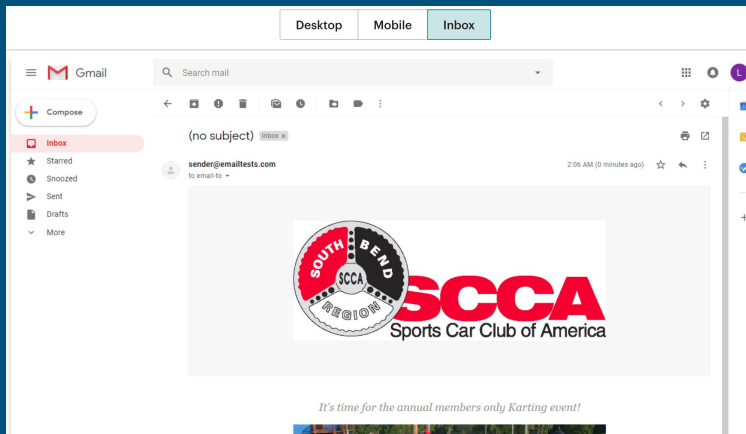 Desktop Mobile Inbox
Gmail
Search mail
L
Compose
(no subject) Inbox x
Inbox
Starred
Snoozed
Sent
Drafts
More
sender@emailtests.com
2:06 AM (0 minutes ago)
to email-to
SOUTH BEND
SCCA
REGION
SCCA
Sports Car Club of America
It's time for the annual members only Karting event!